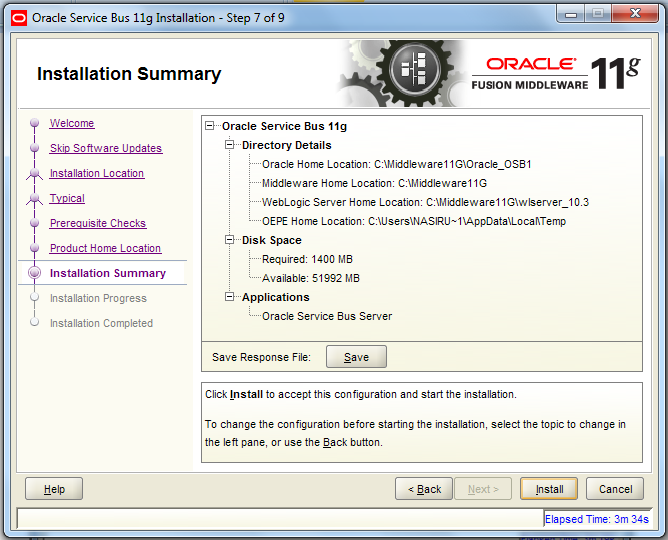 Oracle Service Bus 11g Installation - Step 7 of 9
Installation Summary
ORACLE
FUSION MIDDLEWARE 11g
Welcome
Skip Software Updates
Installation Location
Typical
Prerequisite Checks
Product Home Location
Installation Summary
Installation Progress
Installation Completed
Oracle Service Bus 11g
Directory Details
Oracle Home Location: C:\Middleware11G\Oracle_OSB1
Middleware Home Location: C:\Middleware11G
WebLogic Server Home Location: C:\Middleware11G\wlserver_10.3
OEPE Home Location: C:\Users\NASIRU~1\AppData\Local\Temp
Disk Space
Required: 1400 MB
Available: 51992 MB
Applications
Oracle Service Bus Server
Save Response File: Save
Click Install to accept this configuration and start the installation.
To change the configuration before starting the installation, select the topic to change in
the left pane, or use the Back button.
Help < Back Next > Install Cancel
Elapsed Time: 3m 34s